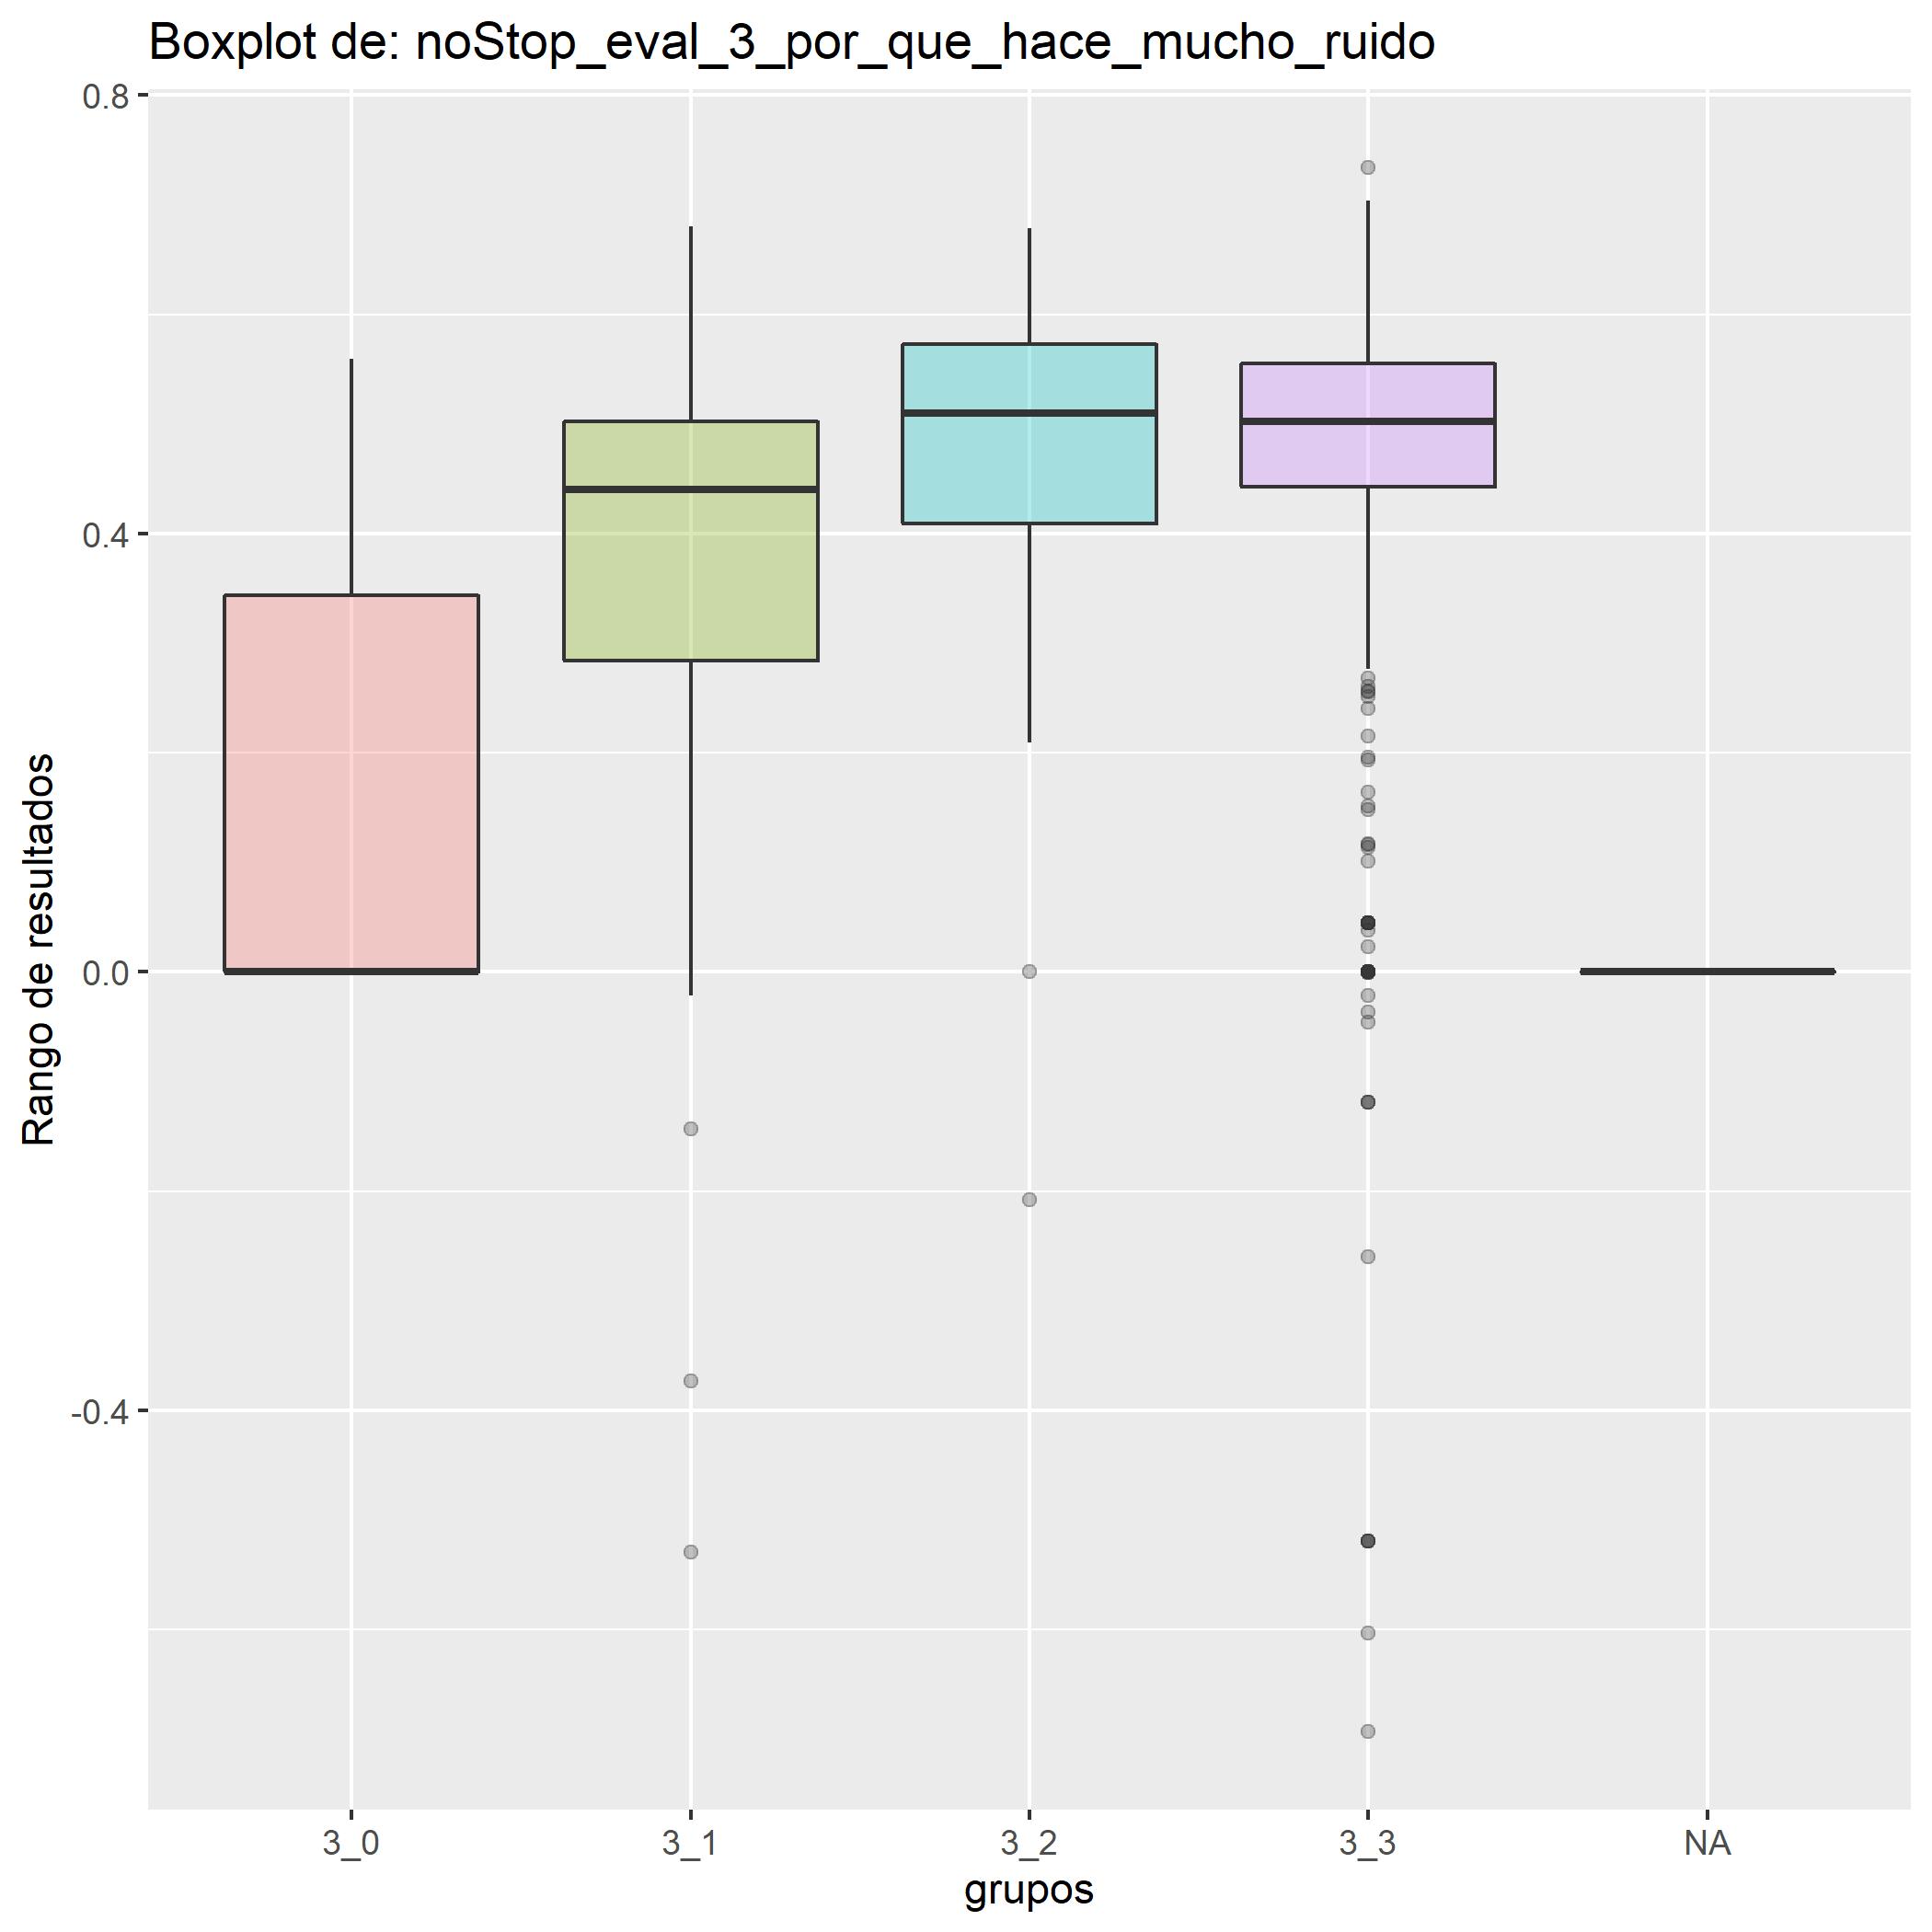 Boxplot de: noStop_eval_3_por_que_hace_mucho_ruido
0.8
0.4
0.0
-0.4
Rango de resultados
3_0 3_1 3_2 3_3 NA
grupos